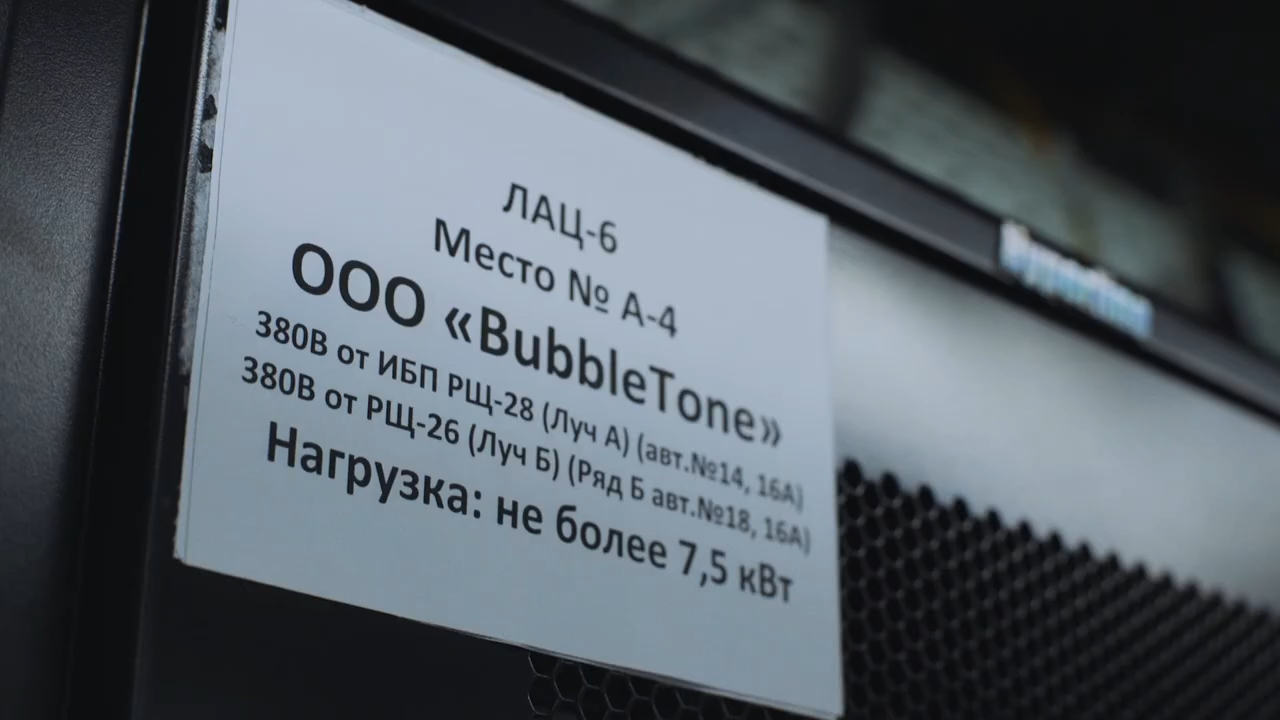 ЛАЦ-6
Место № А-4
ООО «BubbleTone»
380В от ИБП РЩ-28 (Луч А) (авт.№14, 16А)
380В от РЩ-26 (Луч Б) (Ряд Б авт.№18, 16А)
Нагрузка: не более 7,5 кВт